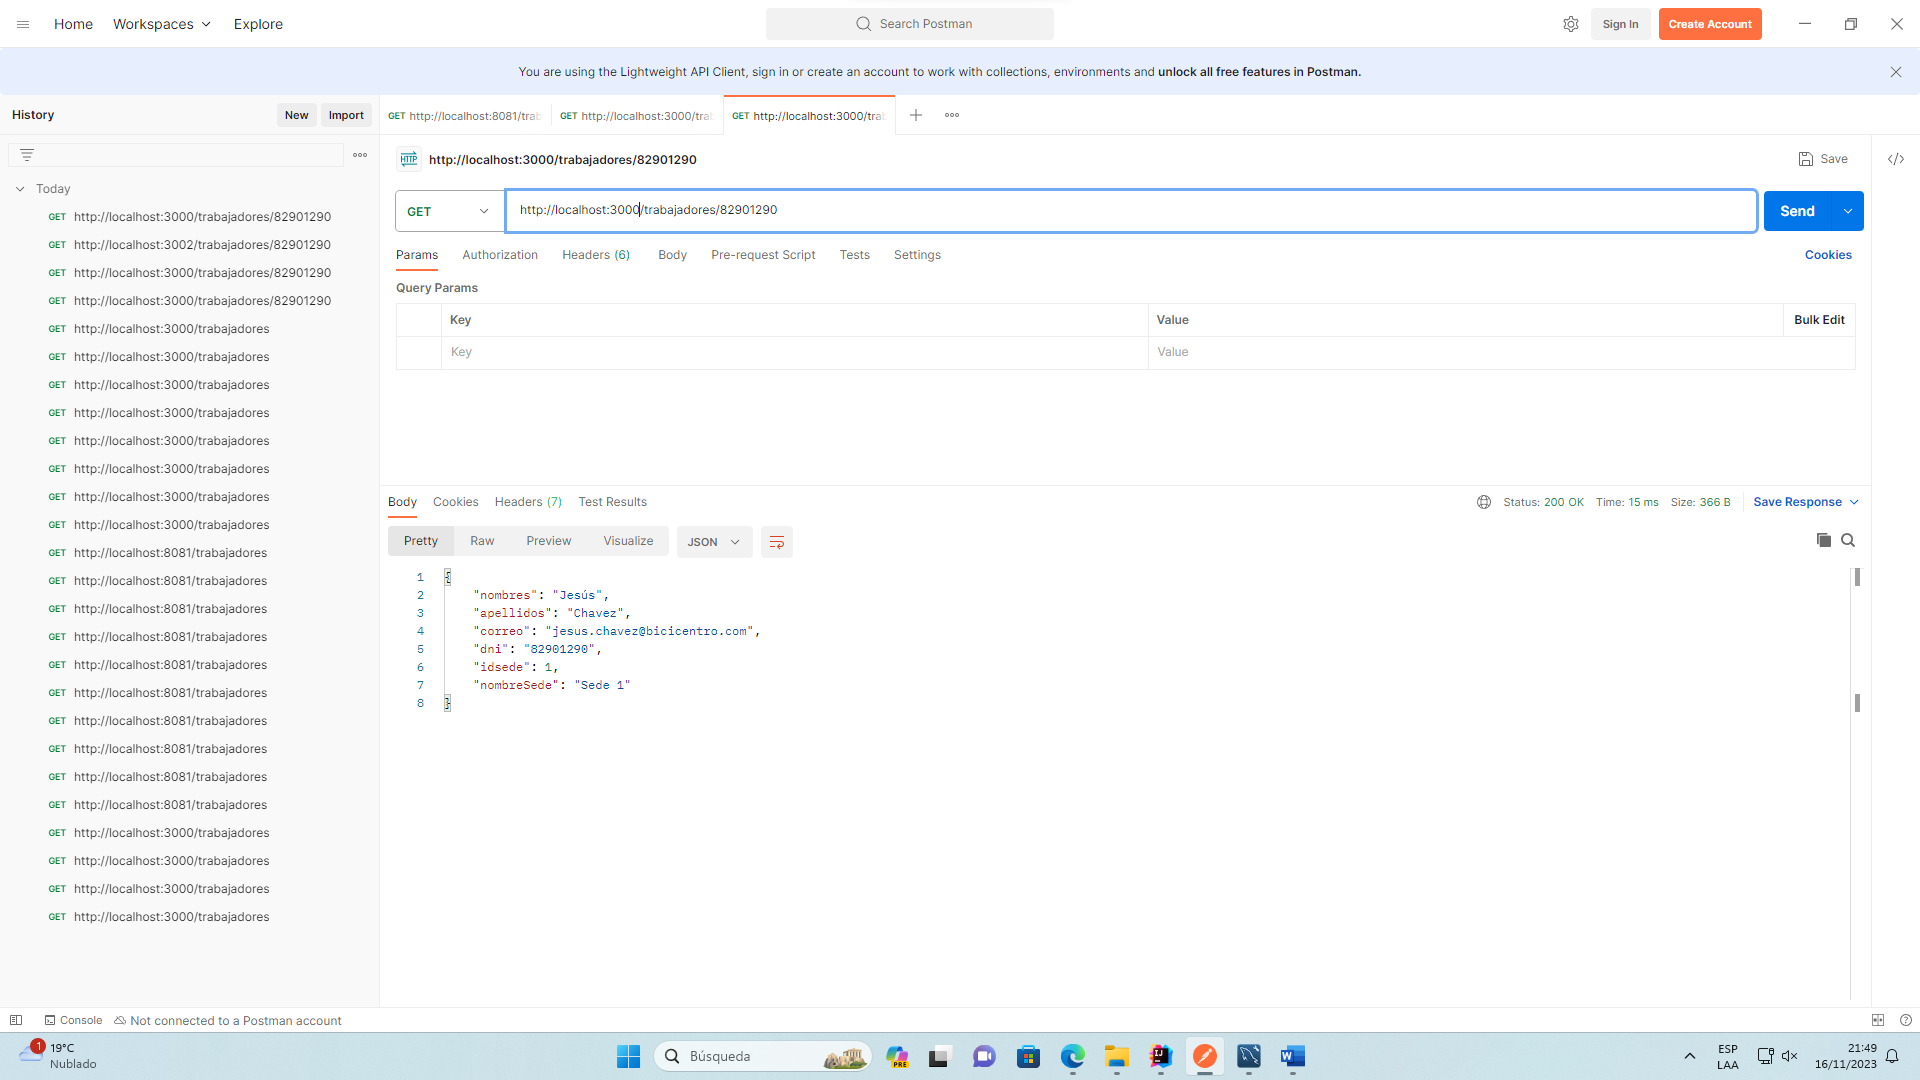 Home Workspaces Explore
Search Postman
Sign In Create Account
You are using the Lightweight API Client, sign in or create an account to work with collections, environments and unlock all free features in Postman.
History New Import
GET http://localhost:8081/trab
GET http://localhost:3000/tra
GET http://localhost:3000/tra
Today
GET http://localhost:3000/trabajadores/82901290
GET http://localhost:3002/trabajadores/82901290
GET http://localhost:3000/trabajadores/82901290
GET http://localhost:3000/trabajadores/82901290
GET http://localhost:3000/trabajadores
GET http://localhost:3000/trabajadores
GET http://localhost:3000/trabajadores
GET http://localhost:3000/trabajadores
GET http://localhost:3000/trabajadores
GET http://localhost:3000/trabajadores
GET http://localhost:3000/trabajadores
GET http://localhost:3000/trabajadores
GET http://localhost:8081/trabajadores
GET http://localhost:8081/trabajadores
GET http://localhost:8081/trabajadores
GET http://localhost:8081/trabajadores
GET http://localhost:8081/trabajadores
GET http://localhost:8081/trabajadores
GET http://localhost:8081/trabajadores
GET http://localhost:8081/trabajadores
GET http://localhost:8081/trabajadores
GET http://localhost:8081/trabajadores
GET http://localhost:3000/trabajadores
GET http://localhost:3000/trabajadores
GET http://localhost:3000/trabajadores
GET http://localhost:3000/trabajadores
HTTP http://localhost:3000/trabajadores/82901290
Save </>
GET http://localhost:3000/trabajadores/82901290 Send
Params Authorization Headers (6) Body Pre-request Script Tests Settings Cookies
Query Params
Key Value Bulk Edit
Key Value
Body Cookies Headers (7) Test Results
Status: 200 OK Time: 15 ms Size: 366 B Save Response
Pretty Raw Preview Visualize JSON
1 {
2 "nombres": "Jesús",
3 "apellidos": "Chavez",
4 "correo": "jesus.chavez@bicicentro.com",
5 "dni": "82901290",
6 "idsede": 1,
7 "nombreSede": "Sede 1"
8 }
Console Not connected to a Postman account
1 19°C
Nublado
Búsqueda
PRE
ESP
LAA
21:49
16/11/2023